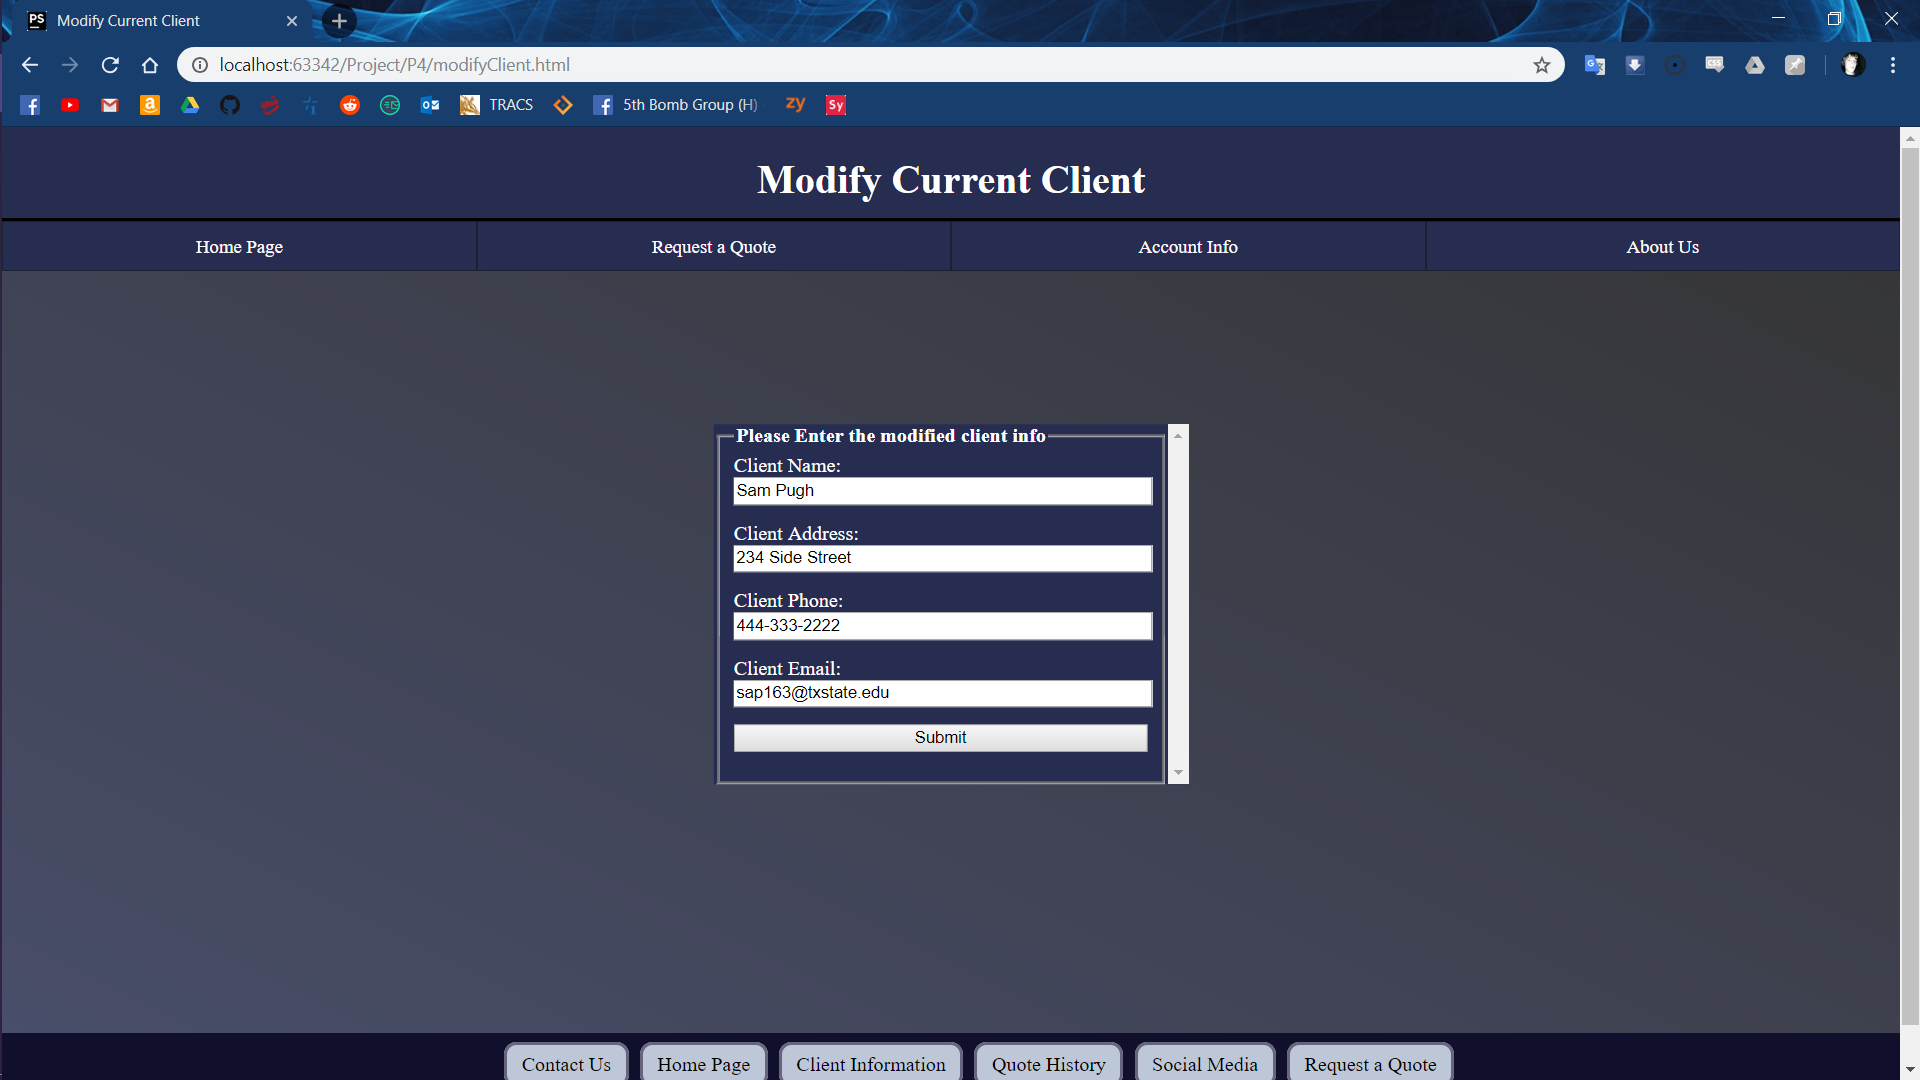 PS Modify Current Client
localhost:63342/Project/P4/modifyClient.html
TRACS 5th Bomb Group (H) zy Sy
Modify Current Client
Home Page Request a Quote Account Info About Us
Please Enter the modified client info
Client Name:
Sam Pugh
Client Address:
234 Side Street
Client Phone:
444-333-2222
Client Email:
sap163@txstate.edu
Submit
Contact Us Home Page Client Information Quote History Social Media Request a Quote